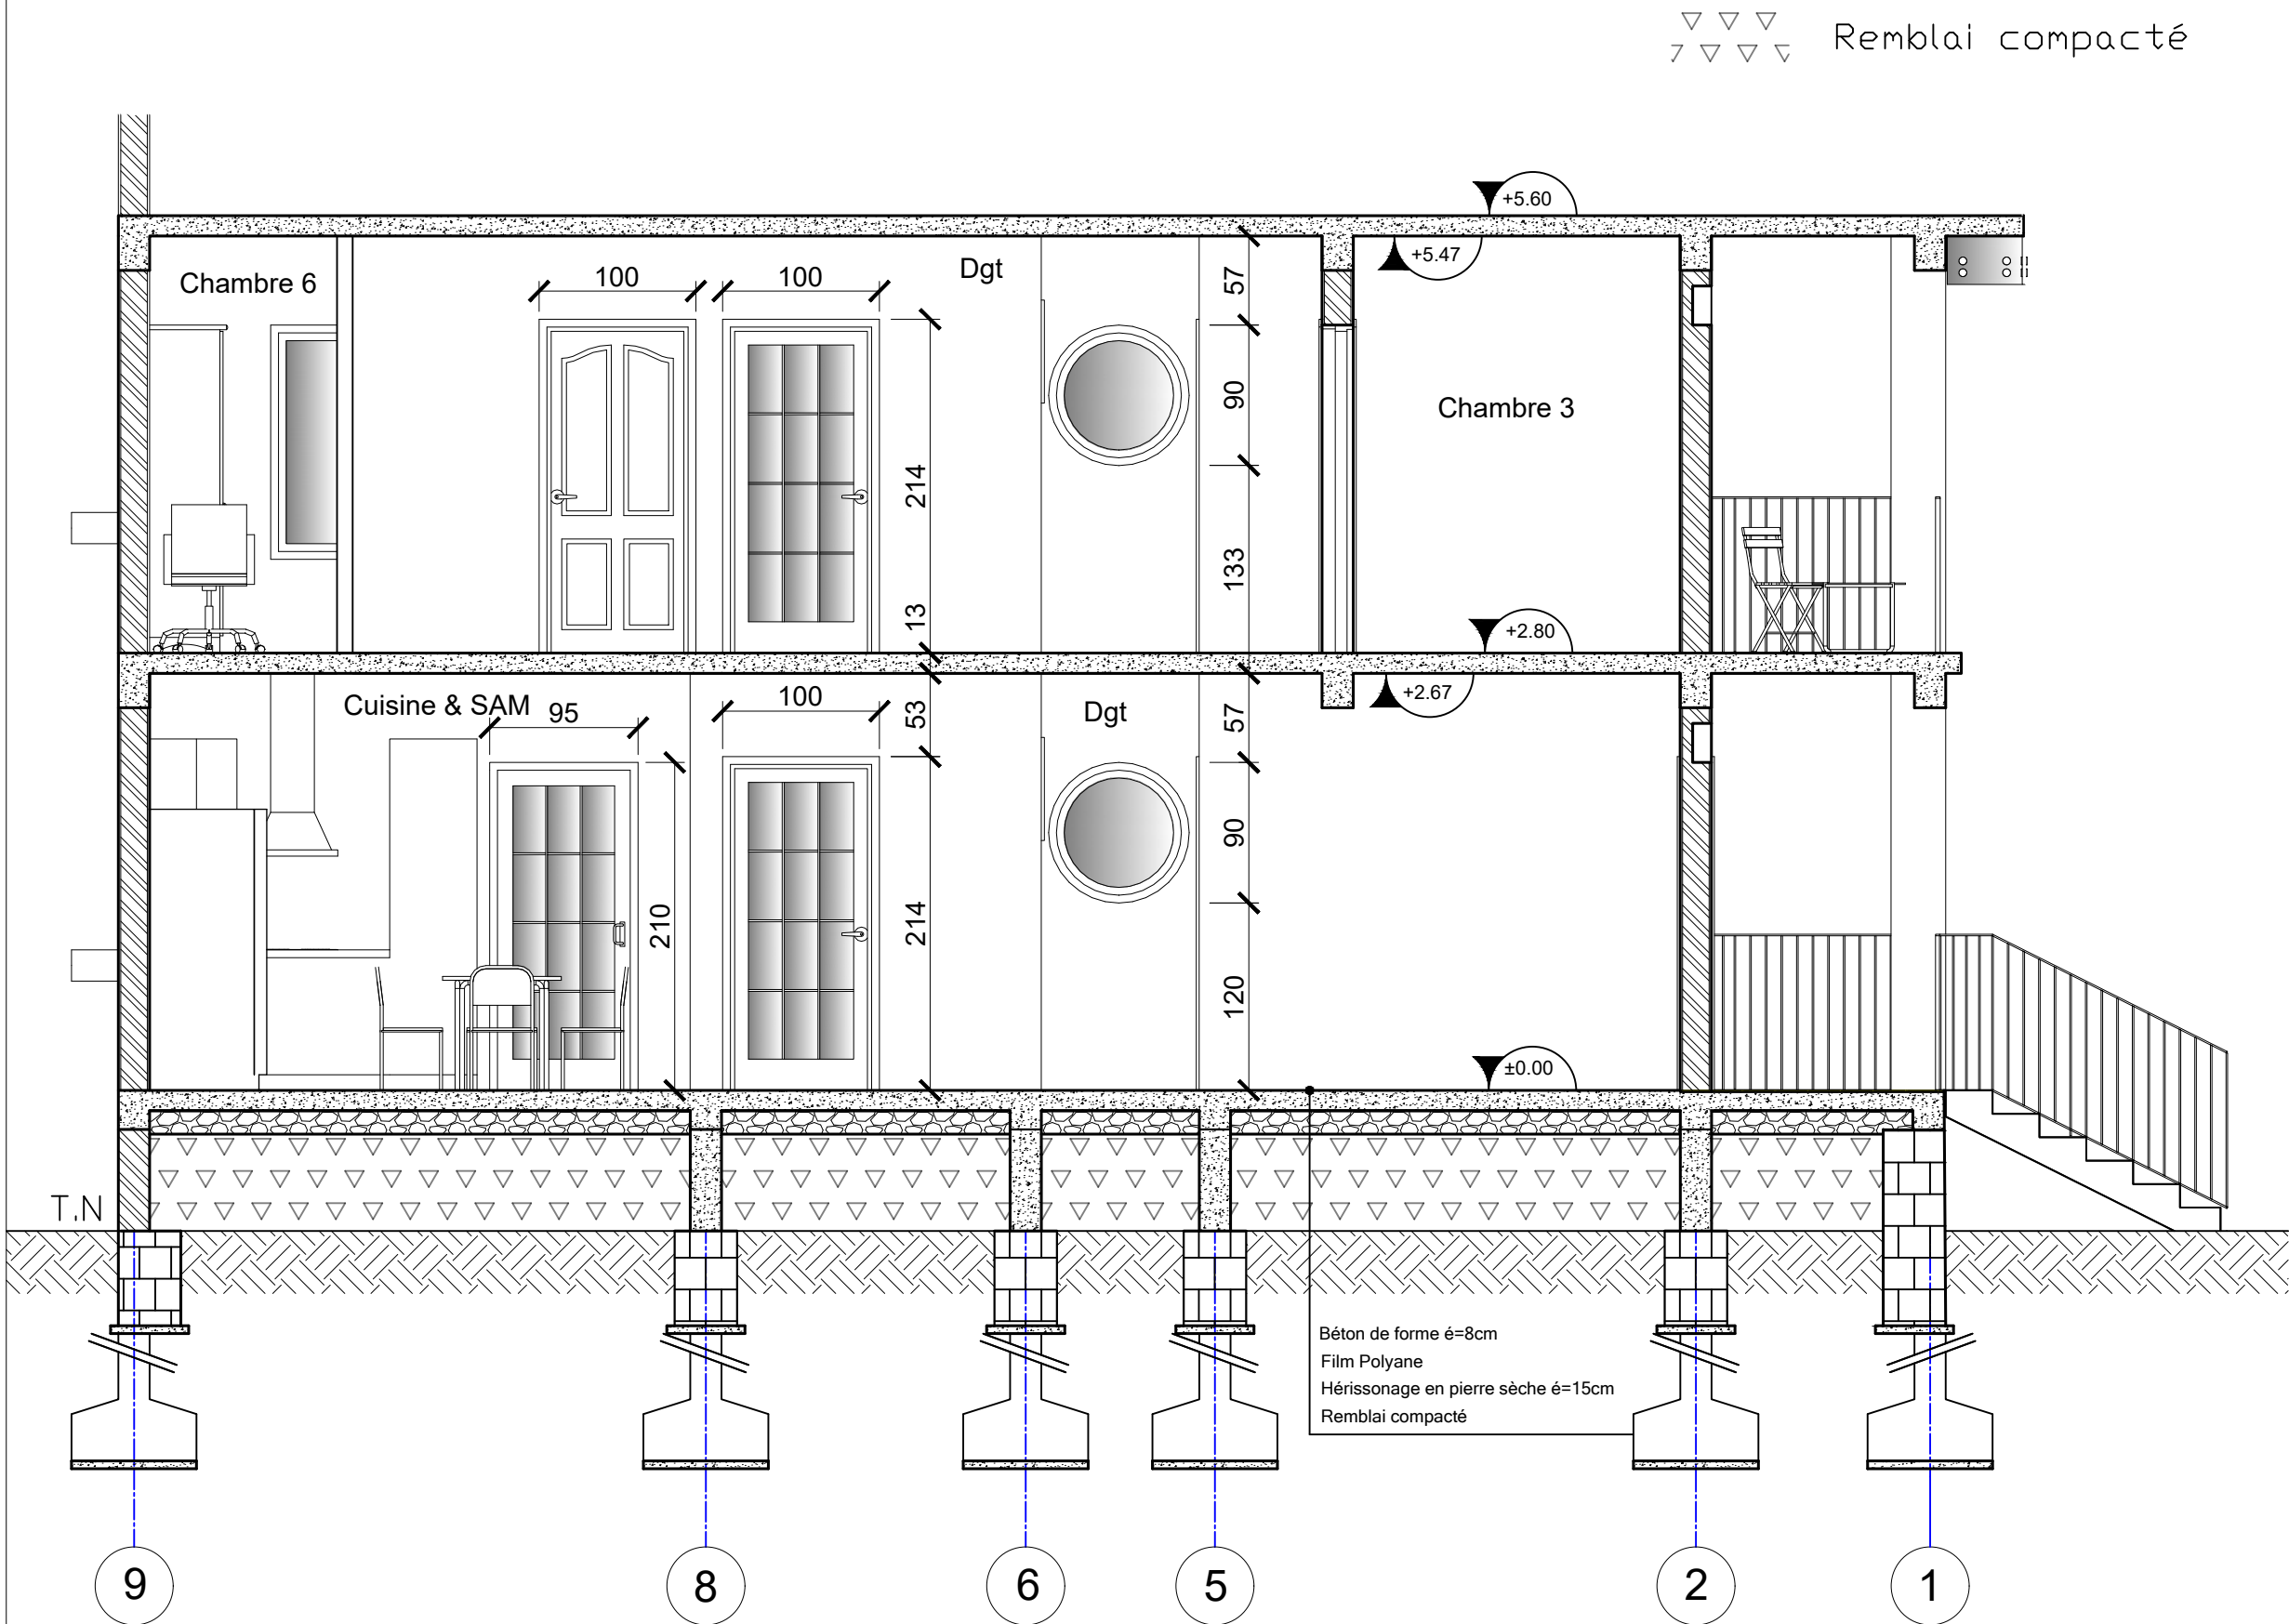 Remblai compacté
+5.60
+5.47
Chambre 6
100
100
Dgt
57
90
133
214
13
Chambre 3
+2.80
+2.67
Cuisine & SAM
95
100
53
Dgt
57
90
120
210
214
±0.00
T.N
Béton de forme é=8cm
Film Polyane
Hérissonage en pierre sèche é=15cm
Remblai compacté
9
8
6
5
2
1